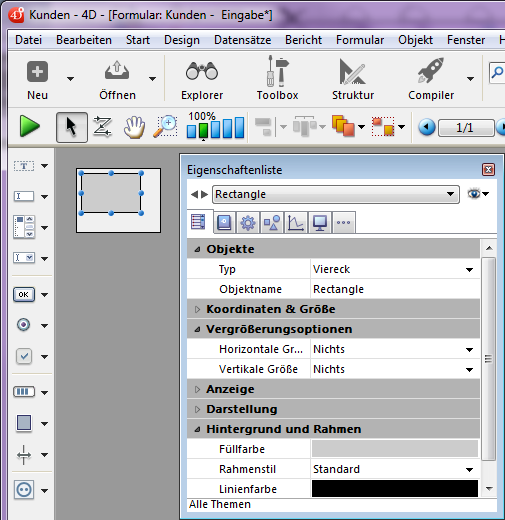 Kunden - 4D - [Formular: Kunden - Eingabe*]
Datei Bearbeiten Start Design Datensätze Bericht Formular Objekt Fenster H
Neu Öffnen Explorer Toolbox Struktur Compiler
100% 1/1
T
OK
Eigenschaftenliste
Rectangle
Objekte
Typ Viereck
Objektname Rectangle
Koordinaten & Größe
Vergrößerungsoptionen
Horizontale Gr... Nichts
Vertikale Größe Nichts
Anzeige
Darstellung
Hintergrund und Rahmen
Füllfarbe
Rahmenstil Standard
Linienfarbe
Alle Themen